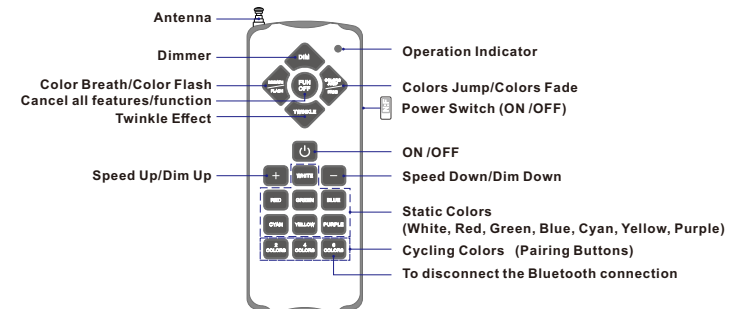 Antenna
Dimmer
DIM
Operation Indicator
Color Breath/Color Flash
Cancel all features/function
Twinkle Effect
FUN
OFF
FLASH
TWINKLE
Colors Jump/Colors Fade
Power Switch (ON /OFF)
ON /OFF
Speed Up/Dim Up
+
WHITE
−
Speed Down/Dim Down
RED
GREEN
BLUE
CYAN
YELLOW
PURPLE
Static Colors
(White, Red, Green, Blue, Cyan, Yellow, Purple)
COLORS
4
COLORS
COLORS
Cycling Colors (Pairing Buttons)
To disconnect the Bluetooth connection